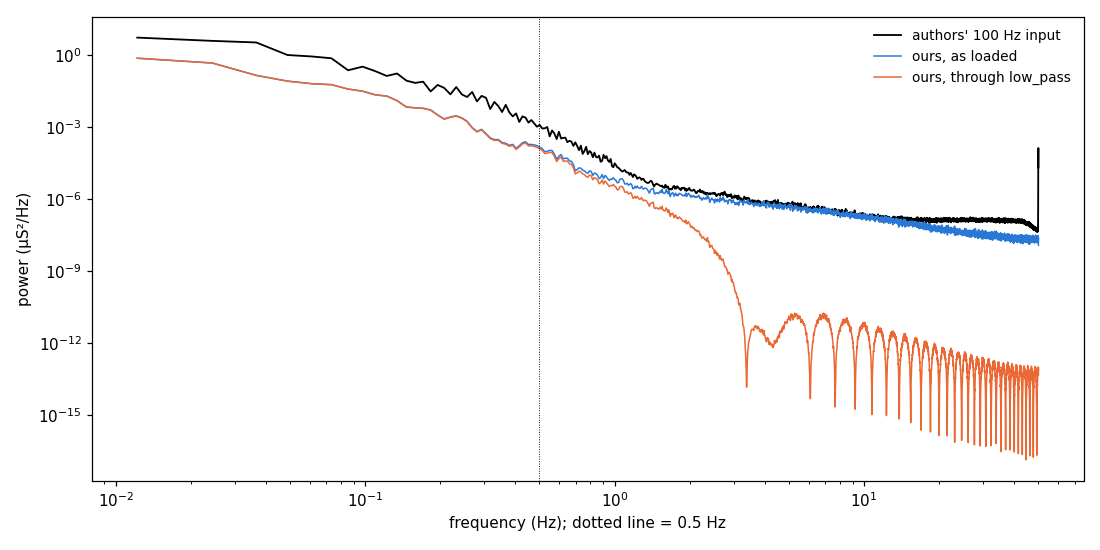 authors' 100 Hz input
ours, as loaded
ours, through low_pass
power (µS²/Hz)
10⁰
10⁻³
10⁻⁶
10⁻⁹
10⁻¹²
10⁻¹⁵
10⁻² 10⁻¹ 10⁰ 10¹
frequency (Hz); dotted line = 0.5 Hz